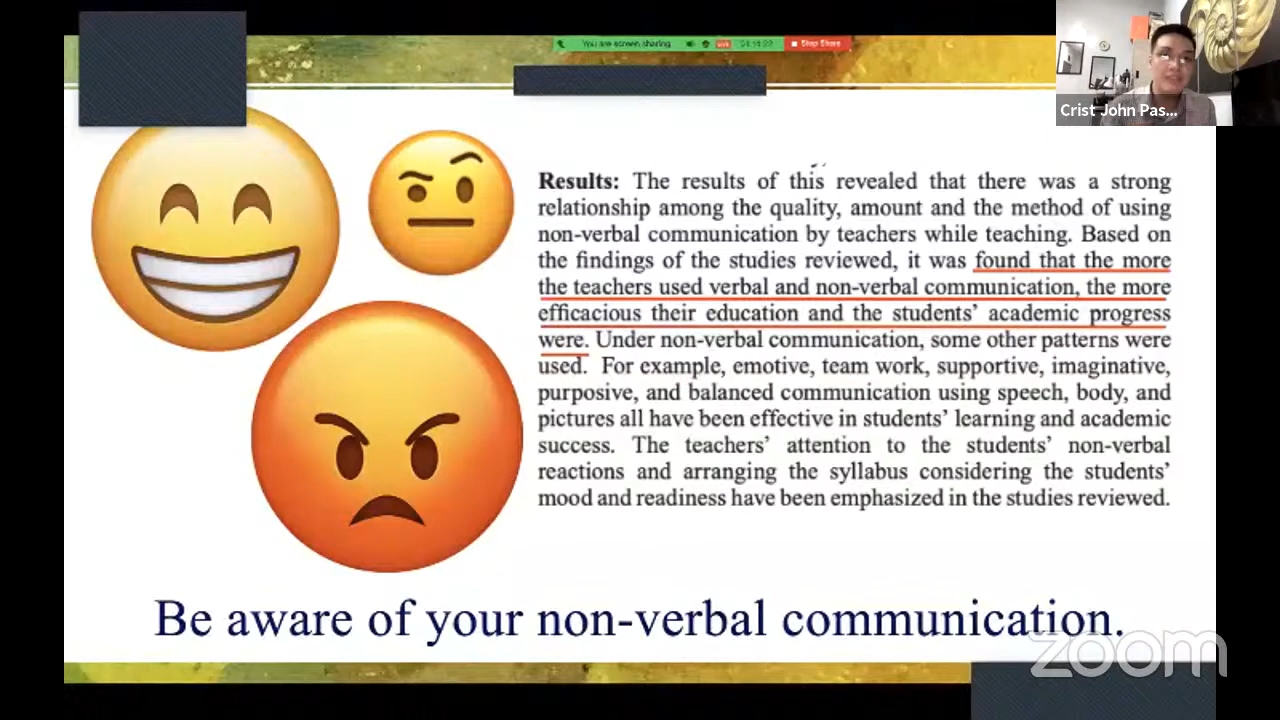 You are screen sharing
LIVE
Stop Share
Crist John Pas...
Results: The results of this revealed that there was a strong
relationship among the quality, amount and the method of using
non-verbal communication by teachers while teaching. Based on
the findings of the studies reviewed, it was found that the more
the teachers used verbal and non-verbal communication, the more
efficacious their education and the students’ academic progress
were. Under non-verbal communication, some other patterns were
used. For example, emotive, team work, supportive, imaginative,
purposive, and balanced communication using speech, body, and
pictures all have been effective in students’ learning and academic
success. The teachers’ attention to the students’ non-verbal
reactions and arranging the syllabus considering the students’
mood and readiness have been emphasized in the studies reviewed.
Be aware of your non-verbal communication.
zoom